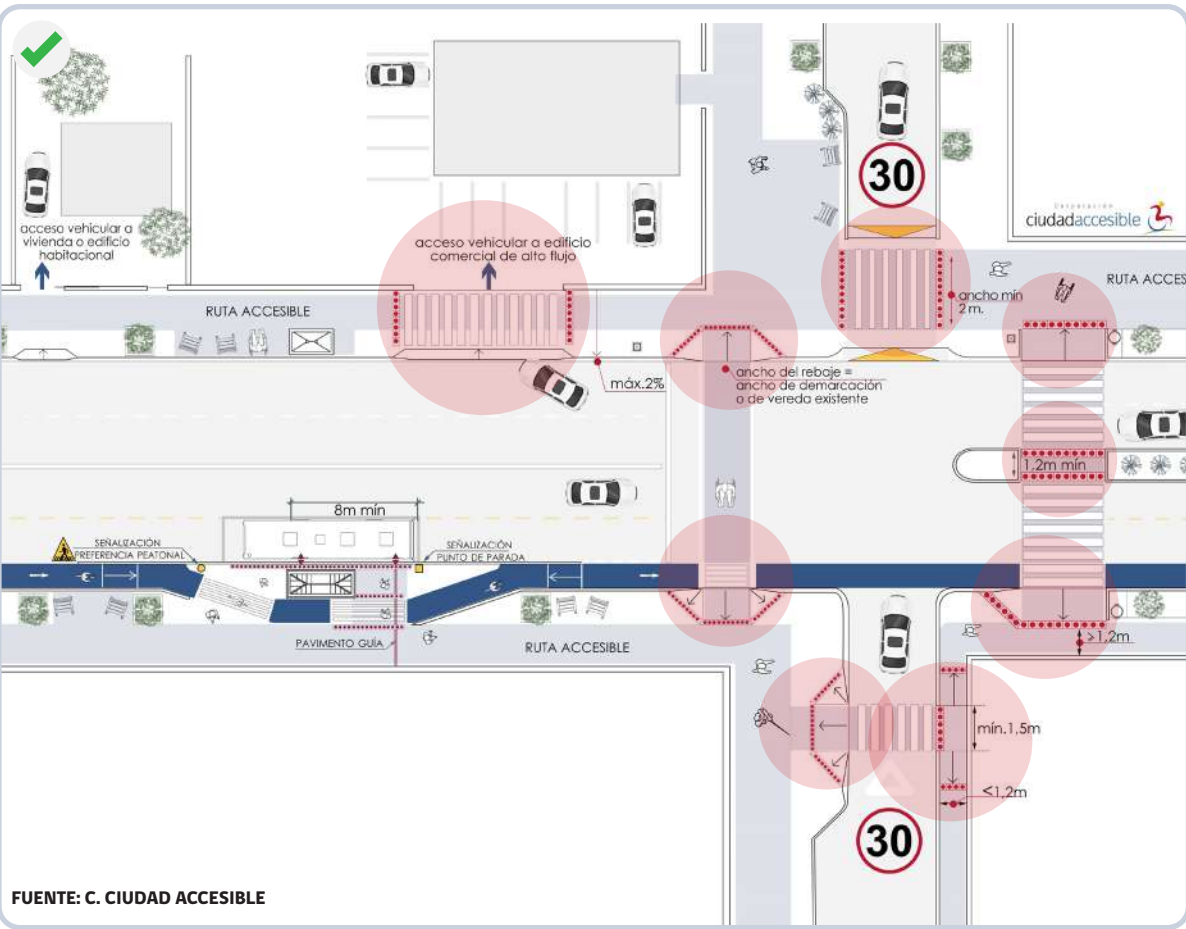 30
Corporación
ciudadaccesible
acceso vehicular a
vivienda o edificio
habitacional
acceso vehicular a edificio
comercial de alto flujo
RUTA ACCESIBLE
RUTA ACCES
ancho mín
2 m.
máx.2%
ancho del rebaje =
ancho de demarcación
o de vereda existente
1.2m mín
8m mín
SEÑALIZACIÓN
PREFERENCIA PEATONAL
SEÑALIZACIÓN
PUNTO DE PARADA
PAVIMENTO GUÍA
RUTA ACCESIBLE
>1.2m
mín.1.5m
<1,2m
30
FUENTE: C. CIUDAD ACCESIBLE